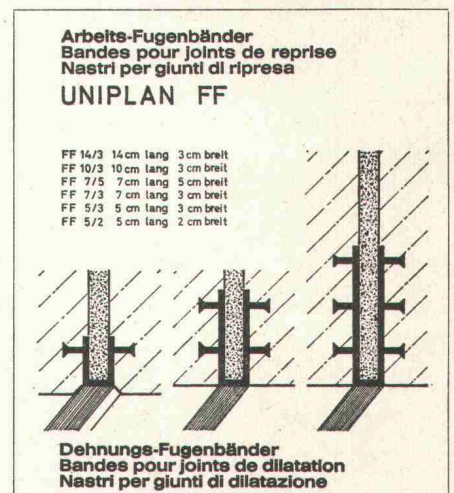 Arbeits-Fugenbänder
Bandes pour joints de reprise
Nastri per giunti di ripresa
UNIPLAN FF
FF 14/3 14 cm lang 3 cm breit
FF 10/3 10 cm lang 3 cm breit
FF 7/5 7 cm lang 5 cm breit
FF 7/3 7 cm lang 3 cm breit
FF 5/3 5 cm lang 3 cm breit
FF 5/2 5 cm lang 2 cm breit
Dehnungs-Fugenbänder
Bandes pour joints de dilatation
Nastri per giunti di dilatazione